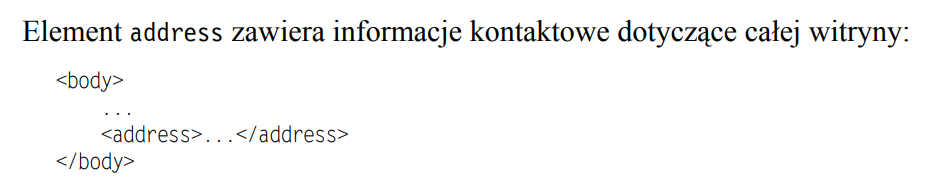 Element address zawiera informacje kontaktowe dotyczące całej witryny:
<body>
...
<address>...</address>
</body>